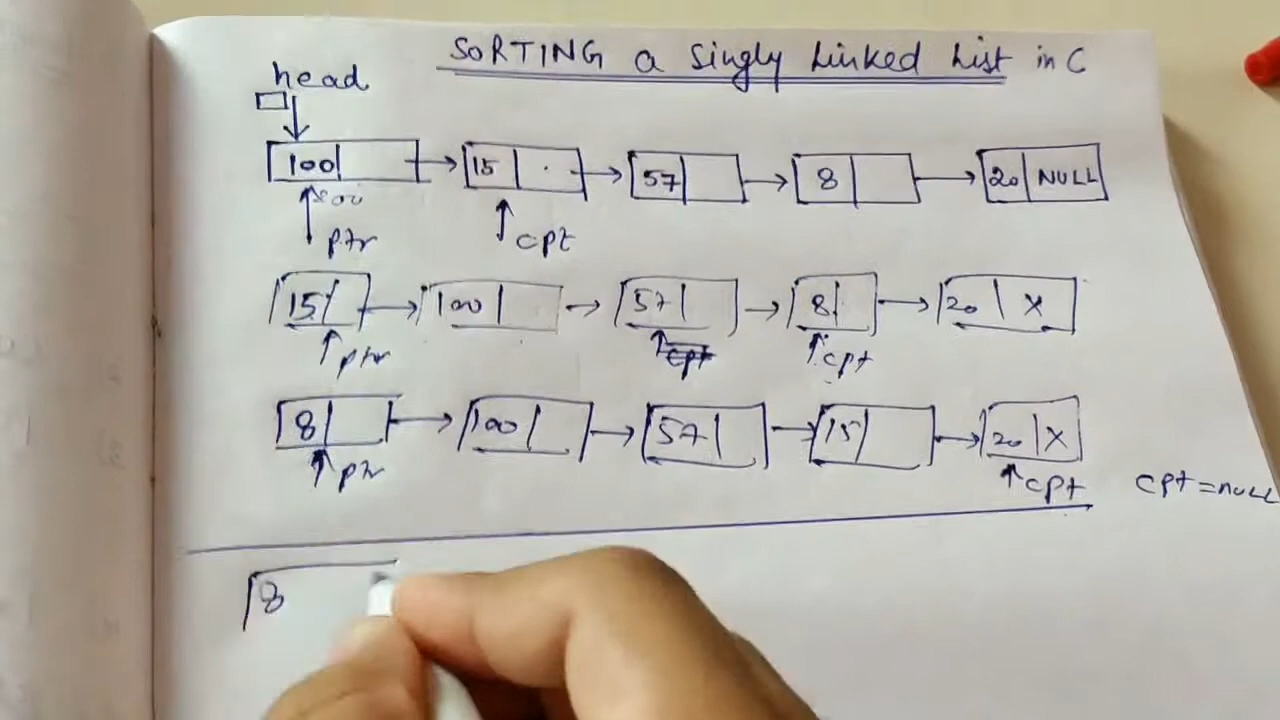 SORTING a Singly Linked List in C
head
100 15 57 8 20 NULL
ptr cpt
15 100 57 8 20 X
ptr cpt cpt
8 100 57 15 20 X
ptr cpt cpt=NULL
8